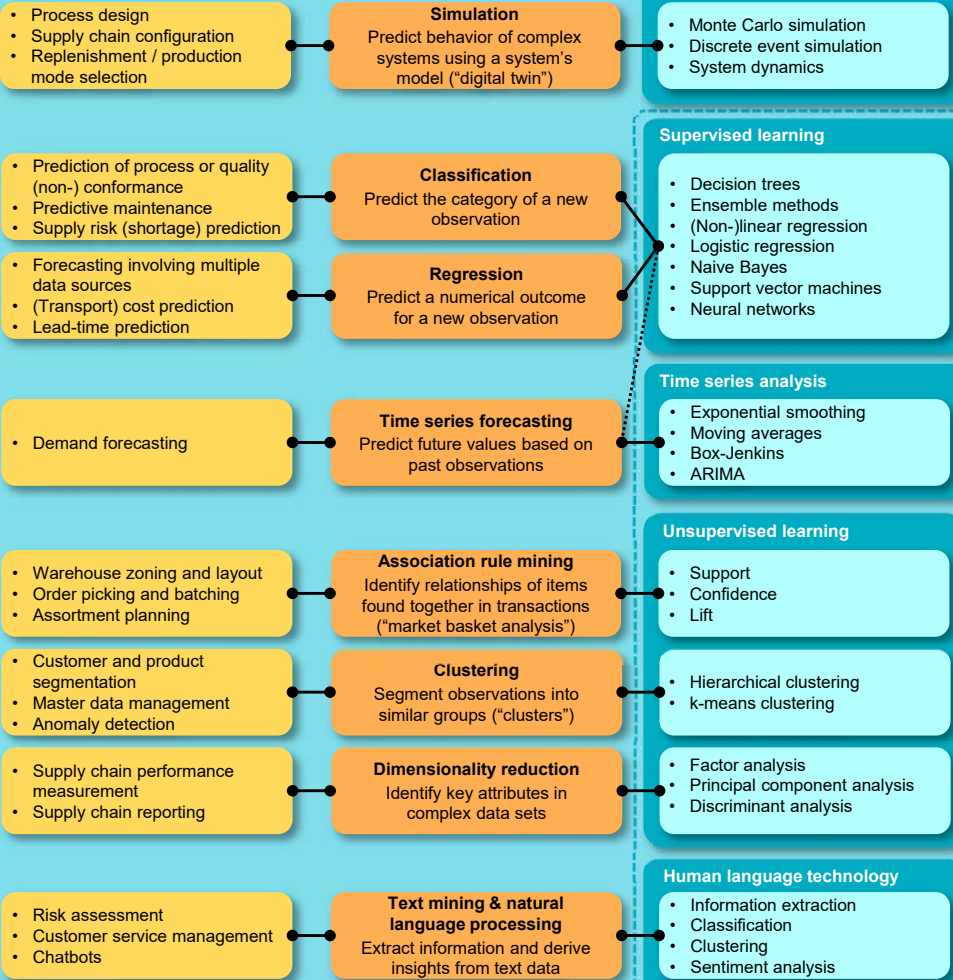 • Process design
• Supply chain configuration
• Replenishment / production
mode selection
Simulation
Predict behavior of complex
systems using a system's
model (“digital twin”)
• Monte Carlo simulation
• Discrete event simulation
• System dynamics
Supervised learning
• Prediction of process or quality
(non-) conformance
• Predictive maintenance
• Supply risk (shortage) prediction
Classification
Predict the category of a new
observation
• Decision trees
• Ensemble methods
• (Non-)linear regression
• Logistic regression
• Naive Bayes
• Support vector machines
• Neural networks
• Forecasting involving multiple
data sources
• (Transport) cost prediction
• Lead-time prediction
Regression
Predict a numerical outcome
for a new observation
Time series analysis
• Demand forecasting
Time series forecasting
Predict future values based on
past observations
• Exponential smoothing
• Moving averages
• Box-Jenkins
• ARIMA
Unsupervised learning
• Warehouse zoning and layout
• Order picking and batching
• Assortment planning
Association rule mining
Identify relationships of items
found together in transactions
(“market basket analysis”)
• Support
• Confidence
• Lift
• Customer and product
segmentation
• Master data management
• Anomaly detection
Clustering
Segment observations into
similar groups (“clusters”)
• Hierarchical clustering
• k-means clustering
• Supply chain performance
measurement
• Supply chain reporting
Dimensionality reduction
Identify key attributes in
complex data sets
• Factor analysis
• Principal component analysis
• Discriminant analysis
Human language technology
• Risk assessment
• Customer service management
• Chatbots
Text mining & natural
language processing
Extract information and derive
insights from text data
• Information extraction
• Classification
• Clustering
• Sentiment analysis